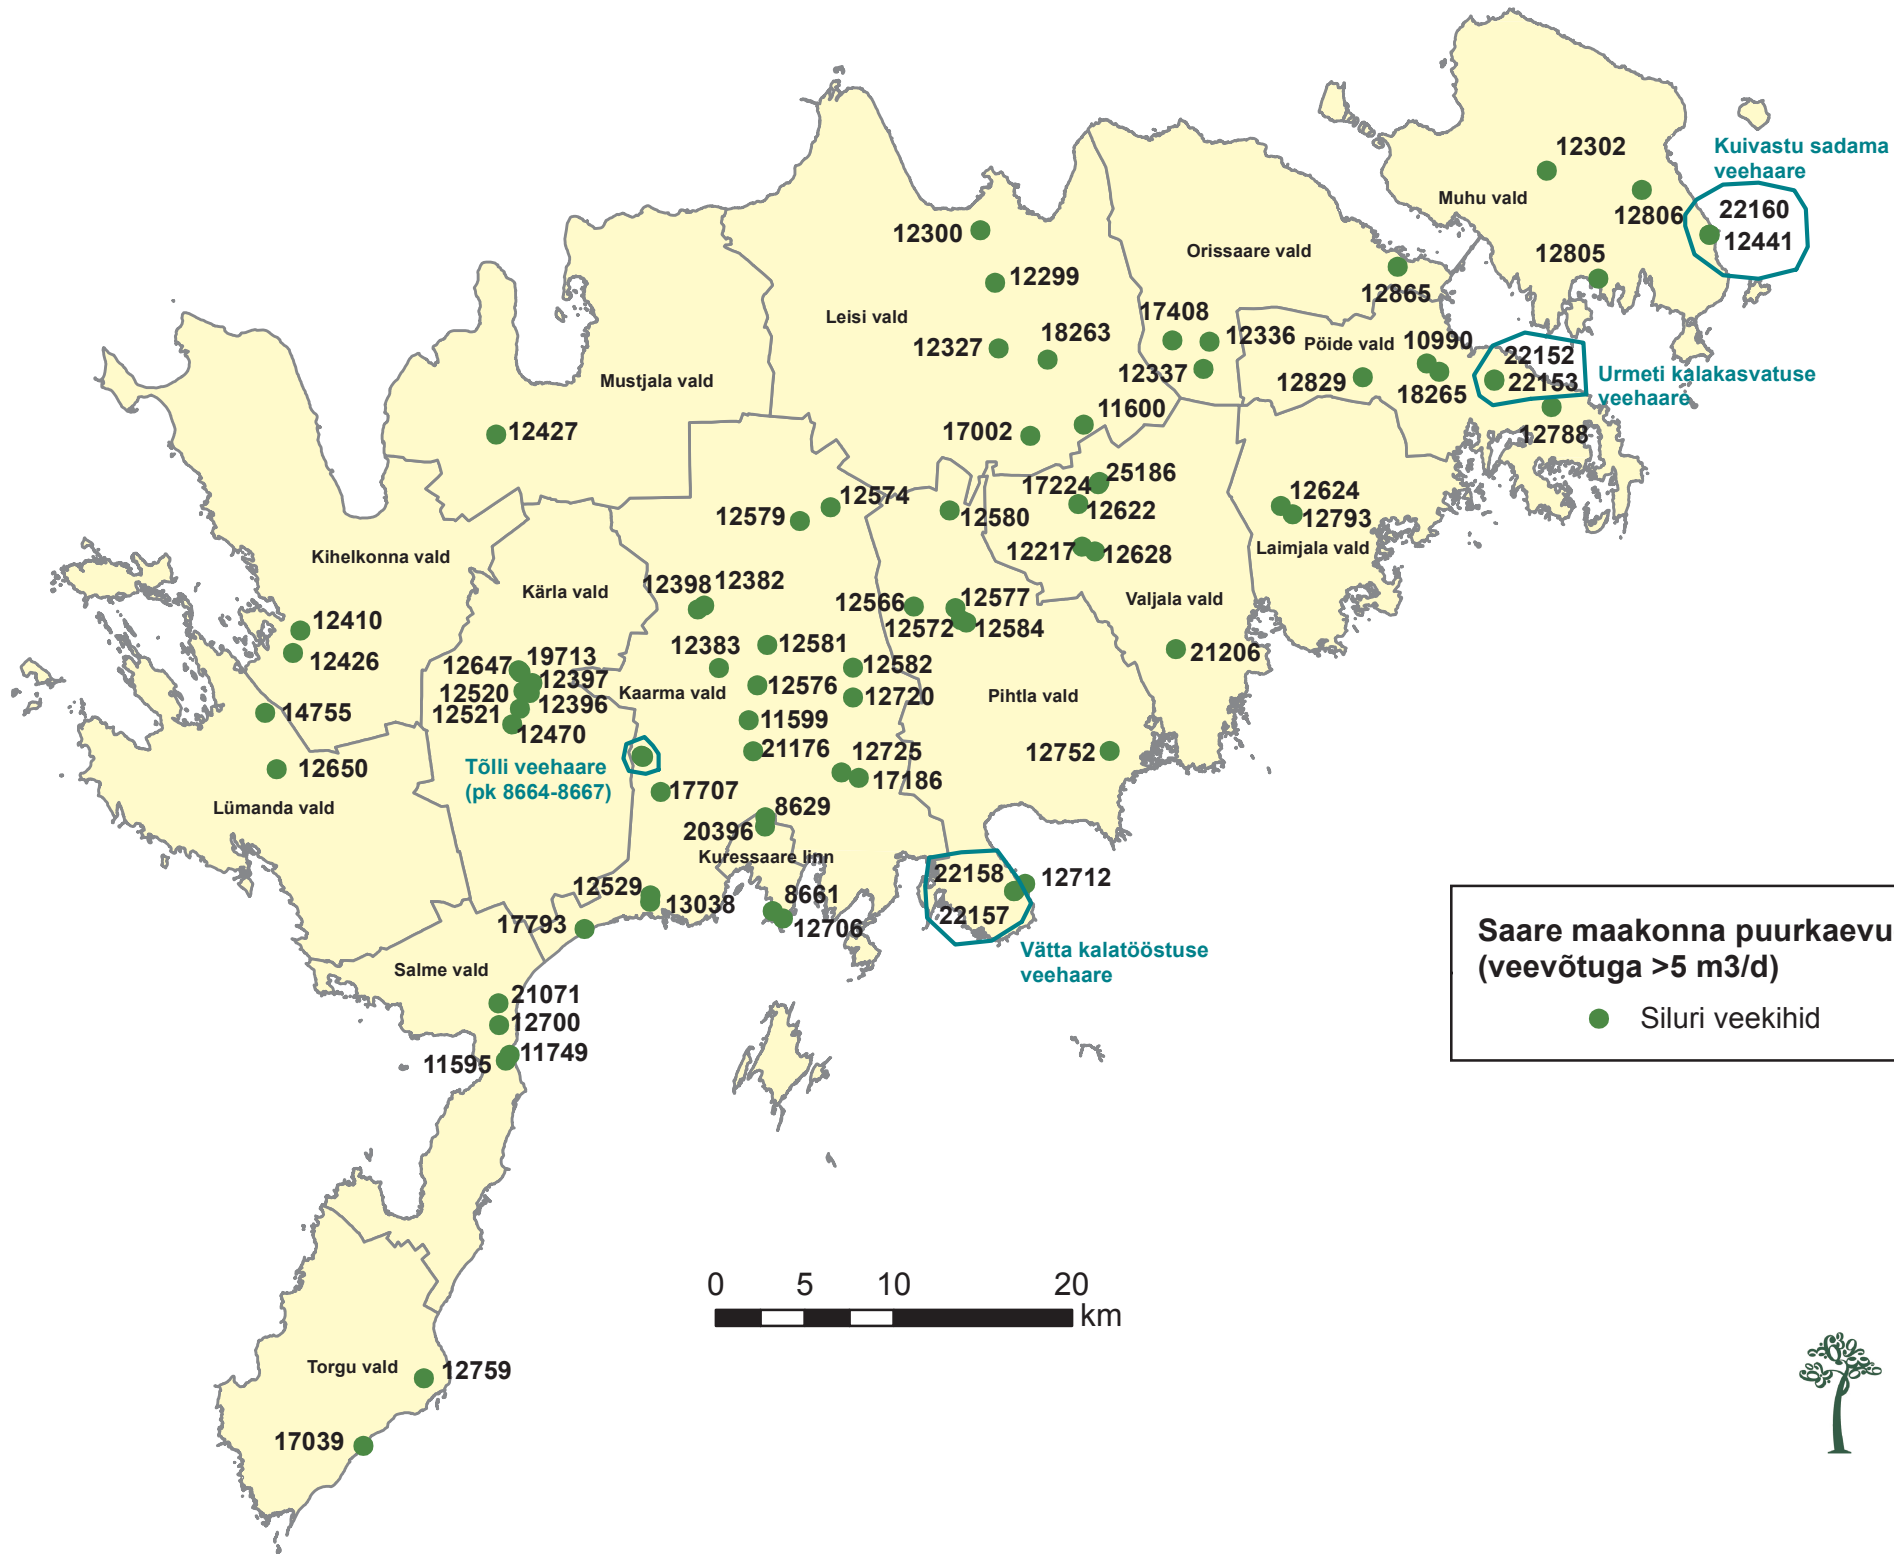 12302
Kuivastu sadama
veehaare
Muhu vald
12806
22160
12441
12300
Orissaare vald
12805
12299
12865
Leisi vald
17408
18263
12336
Pöide vald
10990
22152
12327
12337
12829
18265
22153
Urmeti kalakasvatuse
veehaare
Mustjala vald
11600
12427
17002
12788
25186
17224
12574
12624
12579
12580
12622
12793
Kihelkonna vald
12217
12628
Laimjala vald
12398
12382
Kärla vald
12566
12577
Valjala vald
12410
12572
12584
12383
12581
12426
12647
19713
12582
21206
12397
12520
Kaarma vald
12576
12720
Pihtla vald
14755
12521
12396
11599
12470
21176
12725
12752
12650
Tõlli veehaare
(pk 8664-8667)
17186
Lümanda vald
17707
8629
20396
Kuressaare linn
12529
22158
12712
13038
8661
17793
12706
22157
Vätta kalatööstuse
veehaare
Salme vald
21071
12700
11749
11595
Saare maakonna puurkaevu
(veevõtuga >5 m3/d)
Siluri veekihid
0 5 10 20
km
Torgu vald
12759
17039